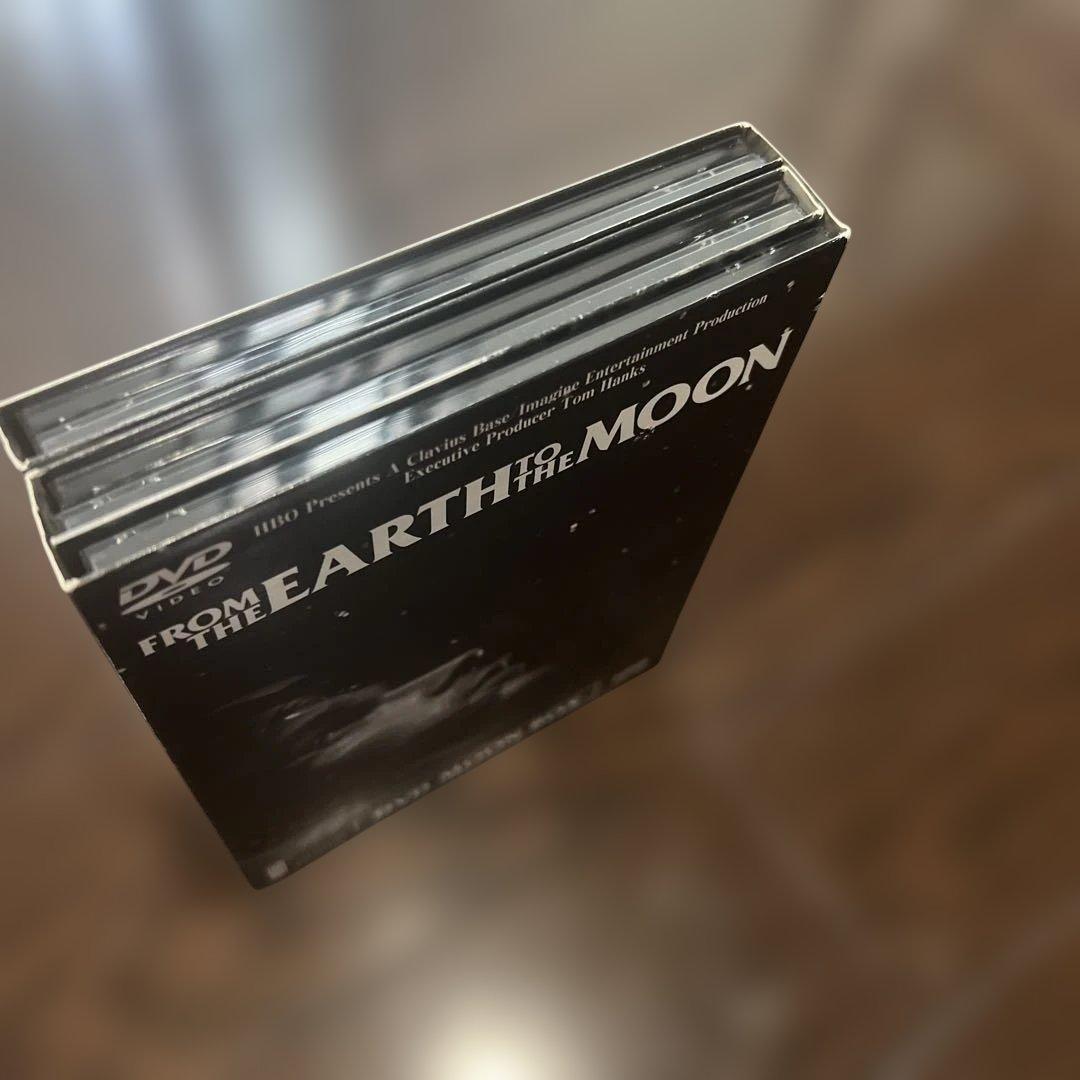 HBO Presents A Clavius Base/Imagine Entertainment Production
Executive Producer Tom Hanks
DVD
VIDEO
FROM THE EARTH TO THE MOON